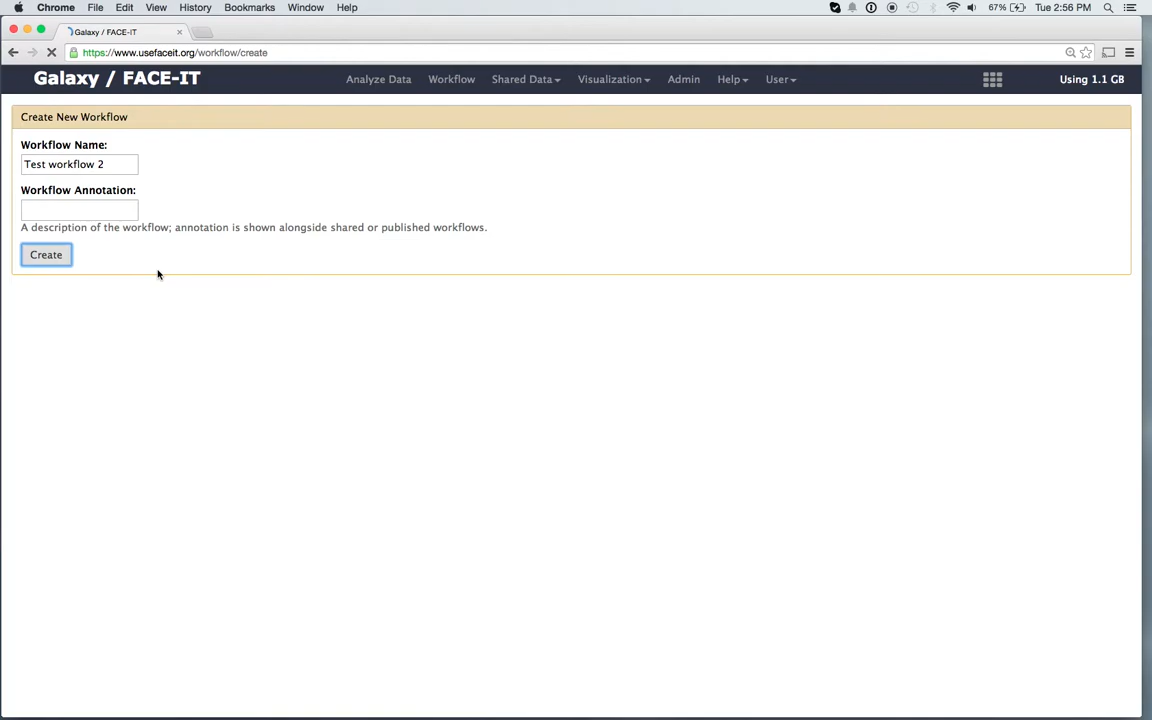 Chrome File Edit View History Bookmarks Window Help 67% Tue 2:56 PM
Galaxy / FACE-IT
https://www.usefaceit.org/workflow/create
Galaxy / FACE-IT Analyze Data Workflow Shared Data Visualization Admin Help User Using 1.1 GB
Create New Workflow
Workflow Name:
Test workflow 2
Workflow Annotation:
A description of the workflow; annotation is shown alongside shared or published workflows.
Create